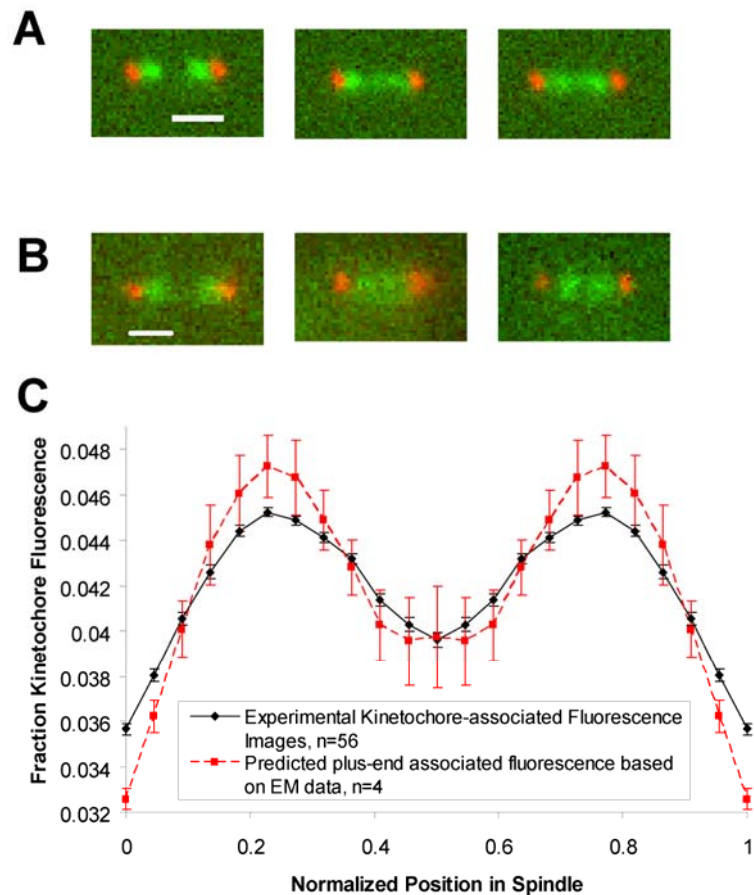 A
B
C
0.048
0.046
0.044
0.042
0.04
0.038
0.036
0.034
0.032
Fraction Kinetochore Fluorescence
Experimental Kinetochore-associated Fluorescence
Images, n=56
Predicted plus-end associated fluorescence based
on EM data, n=4
0
0.2
0.4
0.6
0.8
1
Normalized Position in Spindle